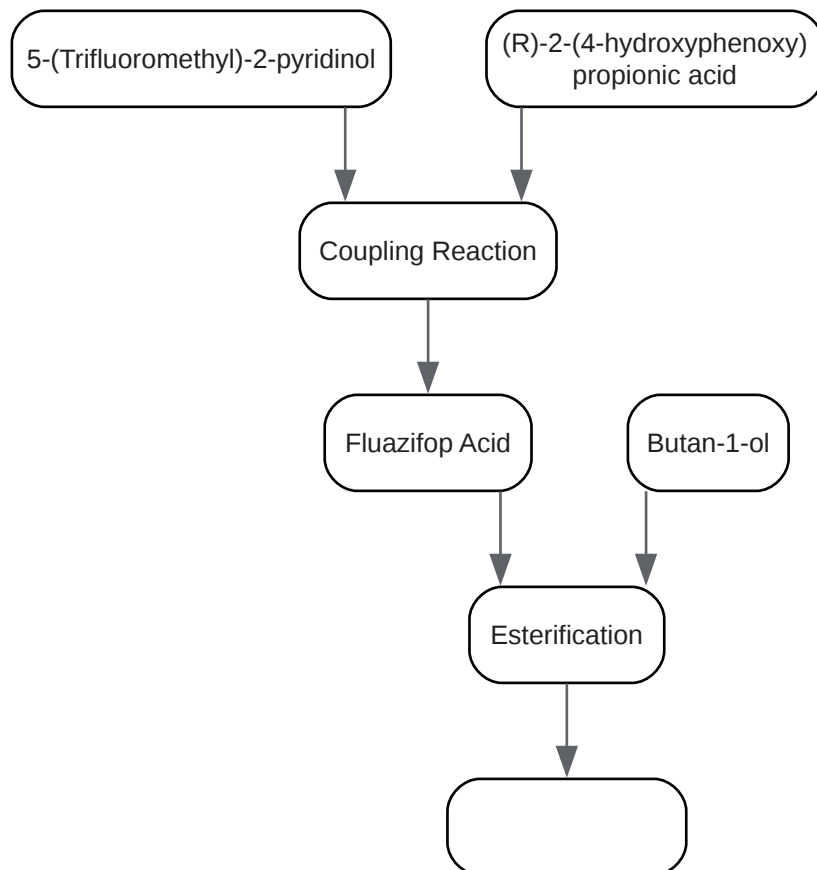 5-(Trifluoromethyl)-2-pyridinol
(R)-2-(4-hydroxyphenoxy)
propionic acid
Coupling Reaction
Fluazifop Acid
Butan-1-ol
Esterification